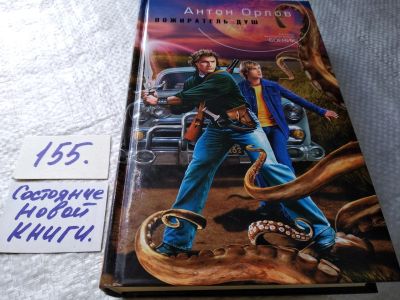 Антон Орлов
ПОЖИРАТЕЛЬ ДУШ
155.
Состояние
новой
книги.